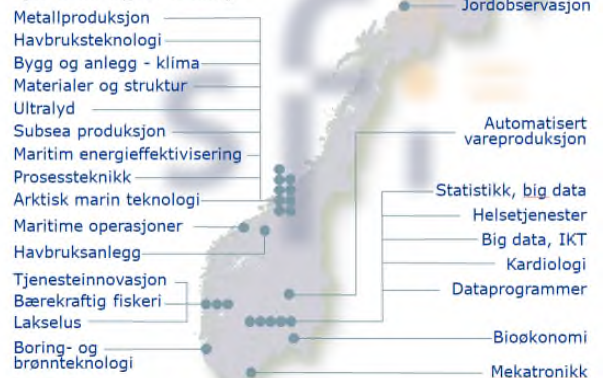 Metallproduksjon
Havbruksteknologi
Bygg og anlegg - klima
Materialer og struktur
Ultralyd
Subsea produksjon
Maritim energieffektivisering
Prosessteknikk
Arktisk marin teknologi
Maritime operasjoner
Havbruksanlegg
Tjenesteinnovasjon
Bærekraftig fiskeri
Lakselus
Boring- og
brønnteknologi
Jordobservasjon
Automatisert
vareproduksjon
Statistikk, big data
Helsetjenester
Big data, IKT
Kardiologi
Dataprogrammer
Bioøkonomi
Mekatronikk
sfi